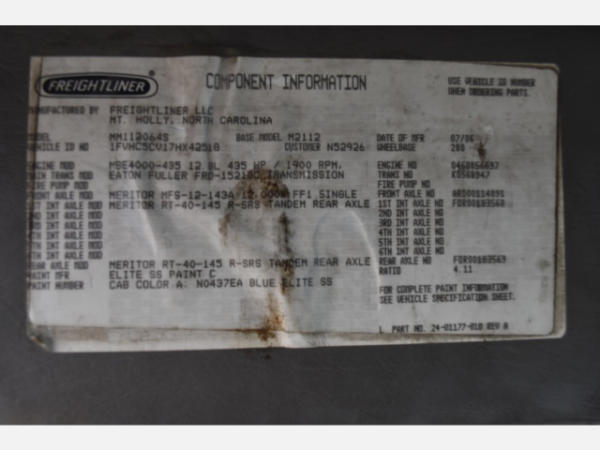 FREIGHTLINER
COMPONENT INFORMATION
USE VEHICLE ID NUMBER
WHEN ORDERING PARTS.
MANUFACTURED BY FREIGHTLINER LLC
MT. HOLLY, NORTH CAROLINA
MODEL MM112064S BASE MODEL M2112 DATE OF MFR 07/06
VEHICLE ID NO CUSTOMER N52926 WHEELBASE 280
ENGINE MOD MBE4000-435 12.8L 435 HP / 1900 RPM, ENGINE NO
MAIN TRANS MOD EATON FULLER TRANSMISSION TRANS NO
FIRE PUMP MOD FIRE PUMP NO
FRONT AXLE MOD MERITOR MFS-12-143A FF1 SINGLE FRONT AXLE NO
1ST INT AXLE MOD MERITOR RT-40-145 R-SRS TANDEM REAR AXLE 1ST INT AXLE NO
2ND INT AXLE MOD 2ND INT AXLE NO
3RD INT AXLE MOD 3RD INT AXLE NO
4TH INT AXLE MOD 4TH INT AXLE NO
5TH INT AXLE MOD 5TH INT AXLE NO
6TH INT AXLE MOD 6TH INT AXLE NO
REAR AXLE MOD MERITOR RT-40-145 R-SRS TANDEM REAR AXLE REAR AXLE NO
PAINT MFR ELITE SS PAINT C RATIO 4.11
PAINT NUMBER CAB COLOR A: N0437EA BLUE ELITE SS
FOR COMPLETE PAINT INFORMATION
SEE VEHICLE SPECIFICATION SHEET.
PART NO. 24-01177-010 REV A